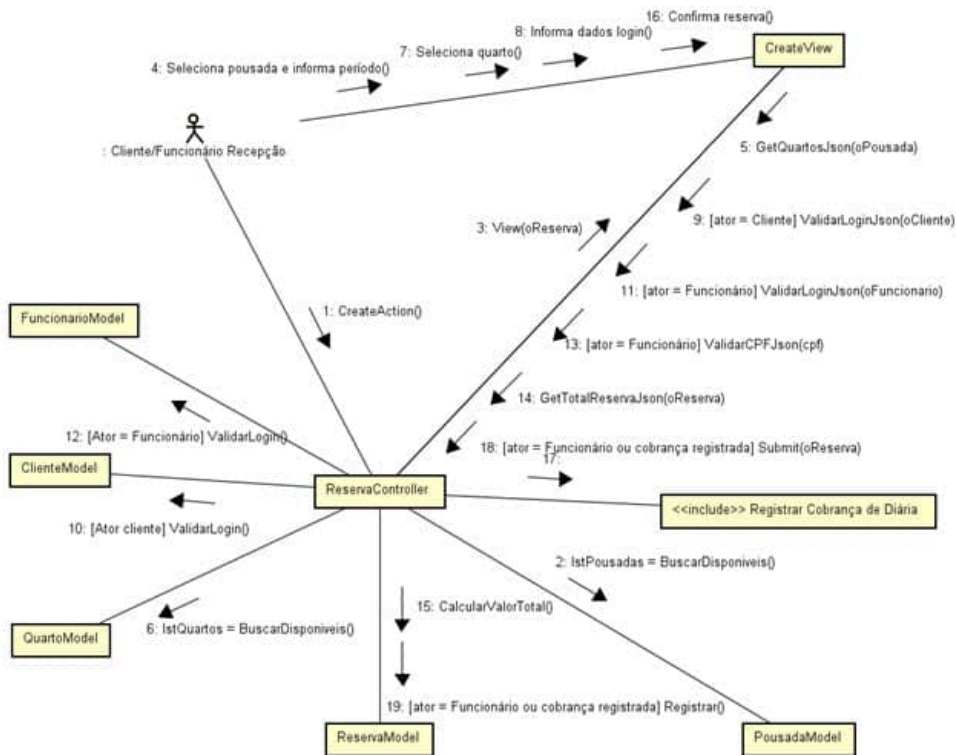 16: Confirma reserva()
8: Informa dados login()
7: Seleciona quarto()
4: Seleciona pousada e informa período()
CreateView
: Cliente/Funcionário Recepção
5: GetQuartosJson(oPousada)
9: [ator = Cliente] ValidarLoginJson(oCliente)
3: View(oReserva)
11: [ator = Funcionário] ValidarLoginJson(oFuncionario)
1: CreateAction()
FuncionarioModel
13: [ator = Funcionário] ValidarCPFJson(cpf)
14: GetTotalReservaJson(oReserva)
12: [Ator = Funcionário] ValidarLogin()
18: [ator = Funcionário ou cobrança registrada] Submit(oReserva)
17:
ClienteModel
ReservaController
<<include>> Registrar Cobrança de Diária
10: [Ator cliente] ValidarLogin()
2: lstPousadas = BuscarDisponiveis()
15: CalcularValorTotal()
QuartoModel
6: lstQuartos = BuscarDisponiveis()
19: [ator = Funcionário ou cobrança registrada] Registrar()
ReservaModel
PousadaModel